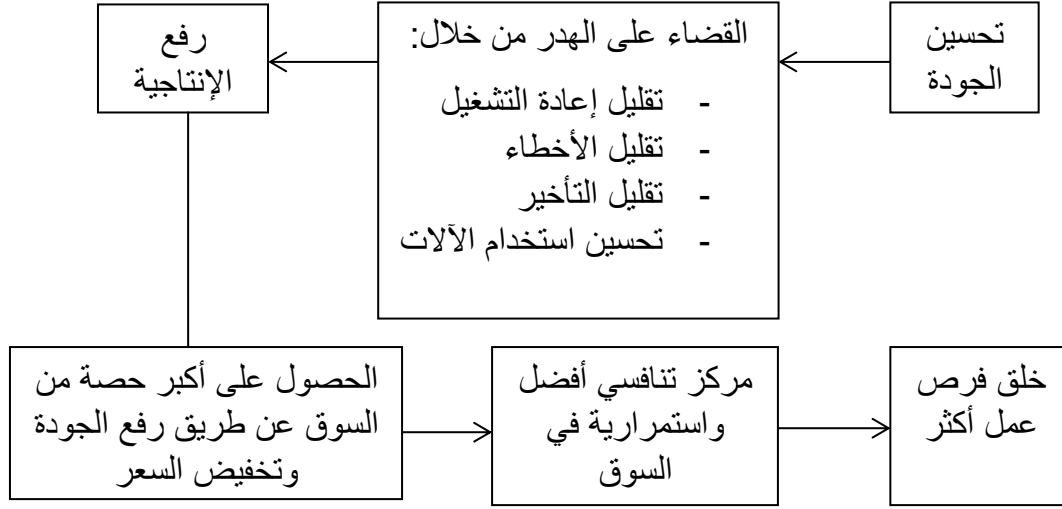 تحسين
الجودة
القضاء على الهدر من خلال:
- تقليل إعادة التشغيل
- تقليل الأخطاء
- تقليل التأخير
- تحسين استخدام الآلات
رفع
الإنتاجية
الحصول على أكبر حصة من
السوق عن طريق رفع الجودة
وتخفيض السعر
مركز تنافسي أفضل
واستمرارية في
السوق
خلق فرص
عمل أكثر